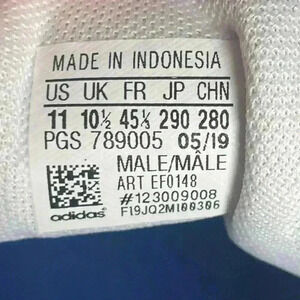 MADE IN INDONESIA
US UK FR JP CHN
11 10½ 45⅓ 290 280
PGS 789005 05/19
MALE/MÂLE
ART EF0148
#123009008
F19JQ2MI00306
adidas